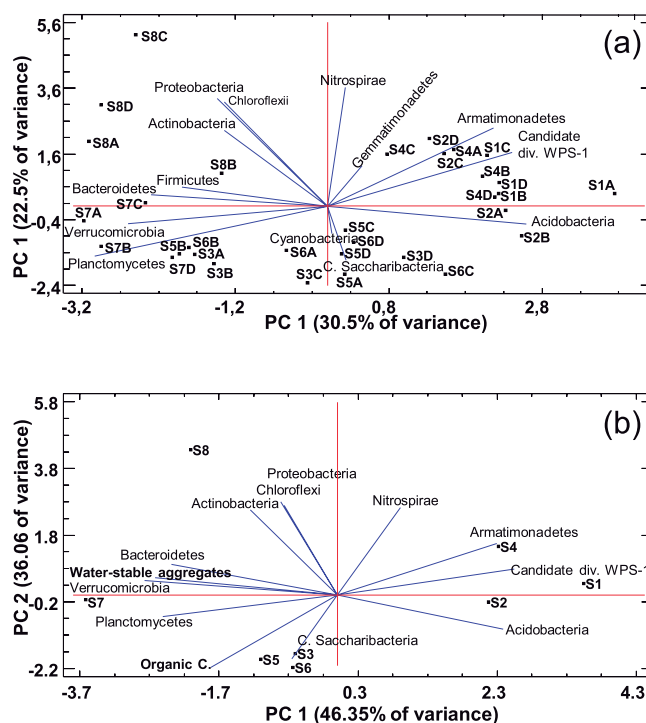 (a)
5,6
3,6
1,6
-0,4
-2,4
PC 1 (22.5% of variance)
S8C
Proteobacteria
Nitrospirae
Chloroflexii
S8D
Gemmatimonadetes
Armatimonadetes
Actinobacteria
S8A
S2D
Candidate
div. WPS-1
S4C
S4A
S1C
S2C
S8B
S4B
Firmicutes
S1D
Bacteroidetes
S4D
S1B
S1A
S7C
S7A
S2A
Acidobacteria
Verrucomicrobia
S5C
S2B
Cyanobacteria
S7B
S5B
S6B
S6D
S6A
S5D
S3D
Planctomycetes
S3A
C. Saccharibacteria
S7D
S3B
S3C
S5A
S6C
-3,2
-1,2
0,8
2,8
PC 1 (30.5% of variance)
(b)
5.8
3.8
1.8
-0.2
-2.2
PC 2 (36.06 of variance)
S8
Proteobacteria
Chloroflexi
Actinobacteria
Nitrospirae
Armatimonadetes
S4
Bacteroidetes
Water-stable aggregates
Candidate div. WPS-1
Verrucomicrobia
S1
S7
S2
Planctomycetes
Acidobacteria
C. Saccharibacteria
Organic C.
S5
S3
S6
-3.7
-1.7
0.3
2.3
4.3
PC 1 (46.35% of variance)